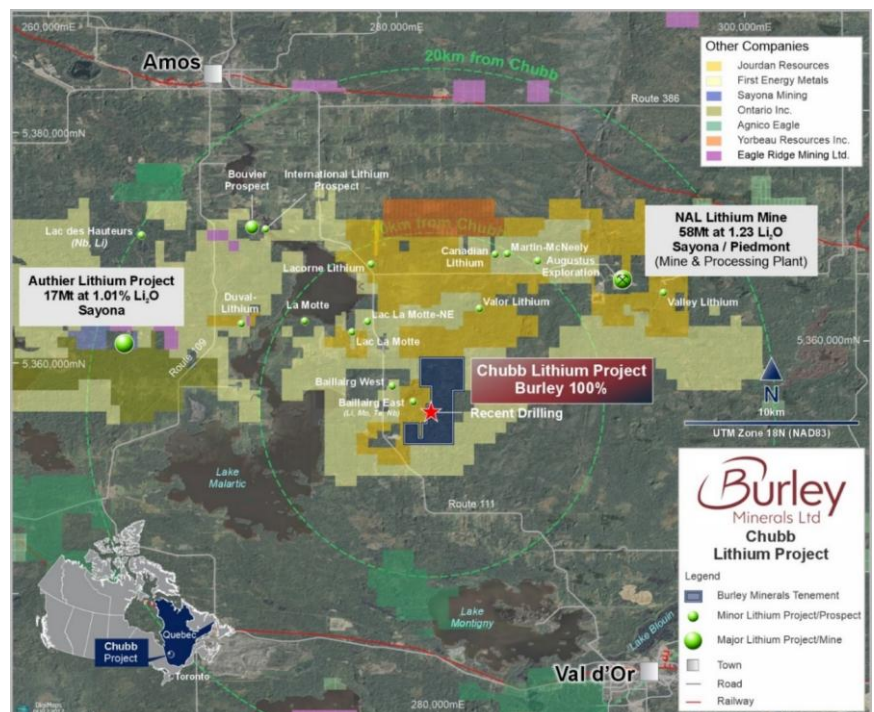 260,000mE
280,000mE
300,000mE
Amos
20km from Chubb
Route 386
5,380,000mN
Other Companies
Jourdan Resources
First Energy Metals
Sayona Mining
Ontario Inc.
Agnico Eagle
Yorbeau Resources Inc.
Eagle Ridge Mining Ltd.
Bouvier
Prospect
International Lithium
Prospect
Lac des Hauteurs
(Nb, Li)
km from Chubb
Lacorne Lithium
Canadian
Lithium
Martin-McNeely
Augustus
Exploration
NAL Lithium Mine
58Mt at 1.23 Li₂O
Sayona / Piedmont
(Mine & Processing Plant)
Authier Lithium Project
17Mt at 1.01% Li₂O
Sayona
Duval-
Lithium
La Motte
Lac La Motte-NE
Lac La Motte
Valor Lithium
Valley Lithium
Route 109
5,360,000mN
5,360,000mN
Baillairg West
Baillairg East
(Li, Mo, Ta, Nb)
Chubb Lithium Project
Burley 100%
Recent Drilling
N
10km
UTM Zone 18N (NAD83)
Lake
Malartic
Route 111
Lake
Montigny
Lake Blouin
Val d'Or
280,000mE
Quebec
Chubb
Project
Toronto
Burley
Minerals Ltd
Chubb
Lithium Project
Legend
Burley Minerals Tenement
Minor Lithium Project/Prospect
Major Lithium Project/Mine
Town
Road
Railway